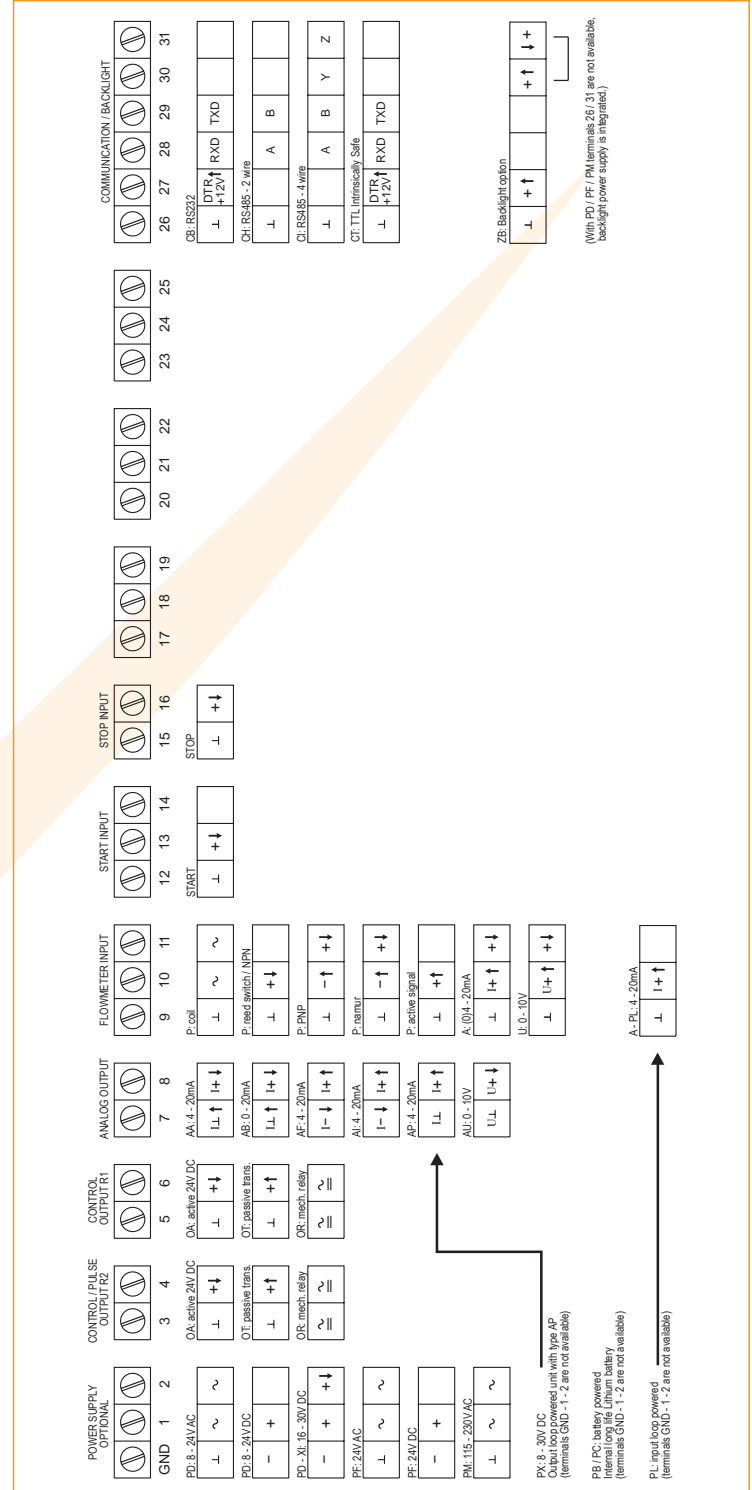 POWER SUPPLY
OPTIONAL
CONTROL / PULSE
OUTPUT R2
CONTROL
OUTPUT R1
ANALOG OUTPUT
FLOWMETER INPUT
START INPUT
STOP INPUT
COMMUNICATION / BACKLIGHT
GND 1 2 3 4 5 6 7 8 9 10 11 12 13 14 15 16 17 18 19 20 21 22 23 24 25 26 27 28 29 30 31
PD: 8 - 24V AC
⊥ ~ ~
PD: 8 - 24V DC
− +
PD - XI: 16 - 30V DC
− + +↓
PF: 24V AC
⊥ ~ ~
PF: 24V DC
− +
PM: 115 - 230V AC
⊥ ~ ~
PX: 8 - 30V DC
Output loop powered unit with type AP
(terminals GND - 1 - 2 are not available)
PB / PC: battery powered
Internal long life Lithium battery
(terminals GND - 1 - 2 are not available)
PL: input loop powered
(terminals GND - 1 - 2 are not available)
OA: active 24V DC
⊥ +↓
OT: passive trans.
⊥ +↑
OR: mech. relay
~= ~=
OA: active 24V DC
⊥ +↓
OT: passive trans.
⊥ +↑
OR: mech. relay
~= ~=
AA: 4 - 20mA
I⊥↑ I+↓
AB: 0 - 20mA
I⊥↑ I+↓
AF: 4 - 20mA
I−↓ I+↑
AI: 4 - 20mA
I−↓ I+↑
AP: 4 - 20mA
I⊥ I+↑
AU: 0 - 10V
U⊥ U+↓
P: coil
⊥ ~ ~
P: reed switch / NPN
⊥ +↓
P: PNP
⊥ −↑ +↓
P: namur
⊥ −↑ +↓
P: active signal
⊥ +↑
A: (0)4 - 20mA
⊥ I+↑ +↓
U: 0 - 10V
⊥ U+↑ +↓
A - PL: 4 - 20mA
⊥ I+↑
START
⊥ +↓
STOP
⊥ +↓
CB: RS232
⊥ DTR +12V↑ RXD TXD
CH: RS485 - 2 wire
⊥ A B
CI: RS485 - 4 wire
⊥ A B Y Z
CT: TTL Intrinsically Safe
⊥ DTR +12V↑ RXD TXD
ZB: Backlight option
⊥ +↑ +↑ ↓+
(With PD / PF / PM terminals 26 / 31 are not available,
backlight power supply is integrated.)